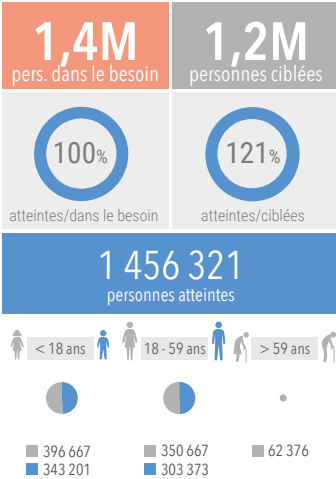 1,4M
pers. dans le besoin
1,2M
personnes ciblées
100%
atteintes/dans le besoin
121%
atteintes/ciblées
1 456 321
personnes atteintes
< 18 ans
18 - 59 ans
> 59 ans
396 667
343 201
350 667
303 373
62 376